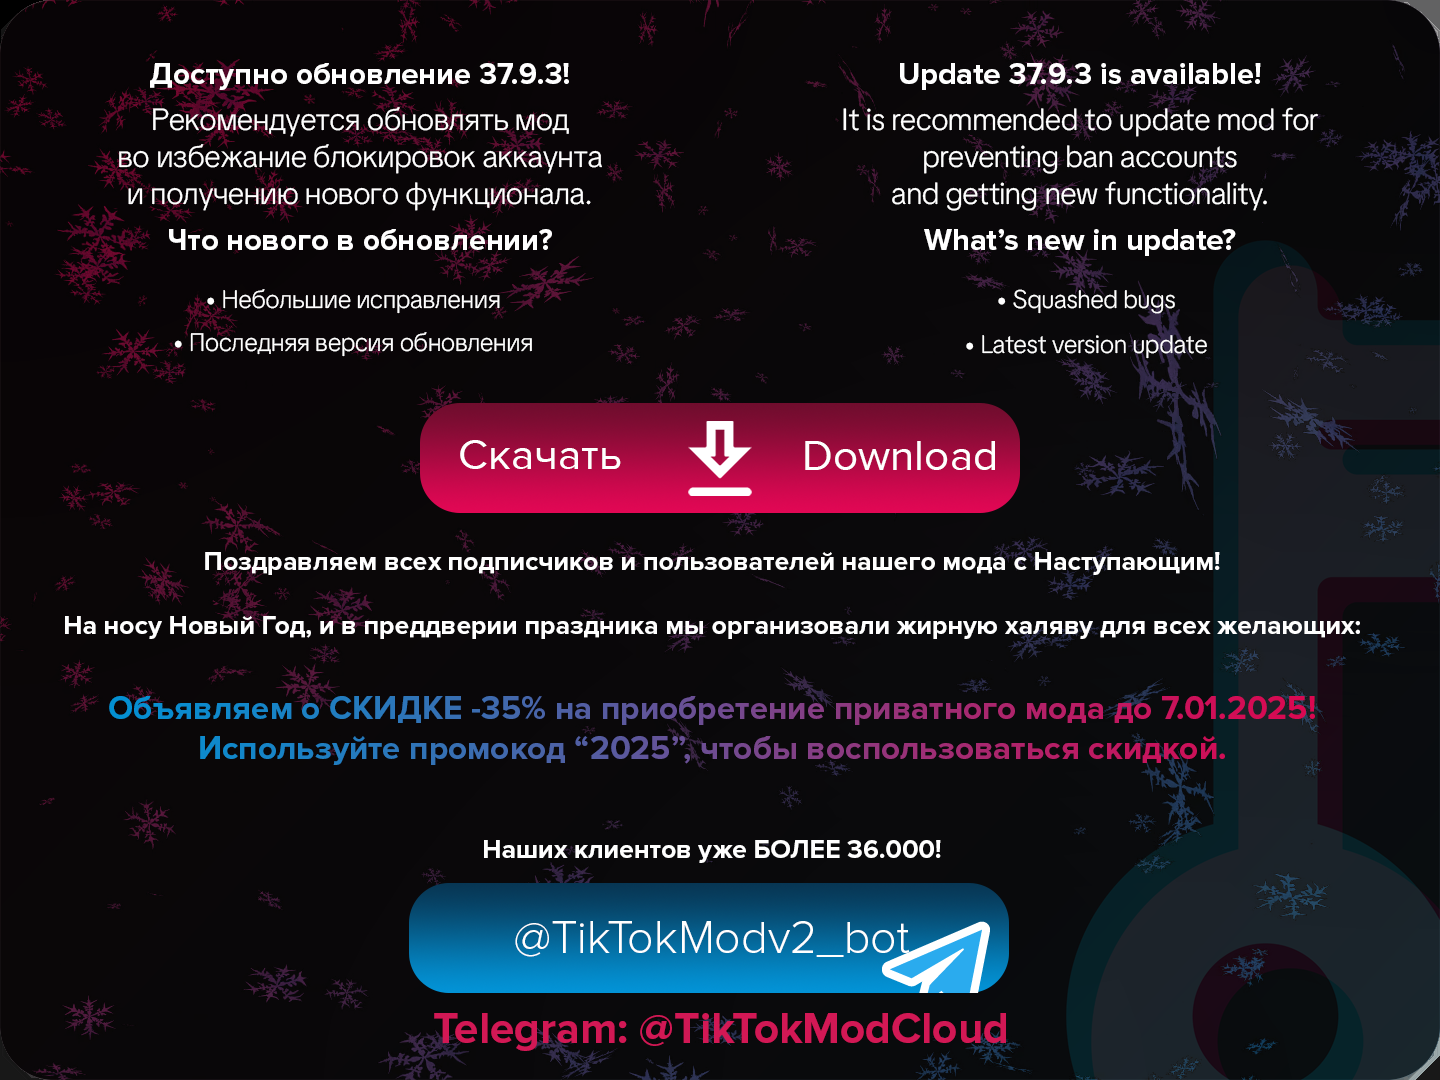 Доступно обновление 37.9.3!
Рекомендуется обновлять мод
во избежание блокировок аккаунта
и получению нового функционала.
Что нового в обновлении?
• Небольшие исправления
• Последняя версия обновления
Update 37.9.3 is available!
It is recommended to update mod for
preventing ban accounts
and getting new functionality.
What’s new in update?
• Squashed bugs
• Latest version update
Скачать
Download
Поздравляем всех подписчиков и пользователей нашего мода с Наступающим!
На носу Новый Год, и в преддверии праздника мы организовали жирную халяву для всех желающих:
Объявляем о СКИДКЕ -35% на приобретение приватного мода до 7.01.2025!
Используйте промокод “2025”, чтобы воспользоваться скидкой.
Наших клиентов уже БОЛЕЕ 36.000!
@TikTokModv2_bot
Telegram: @TikTokModCloud